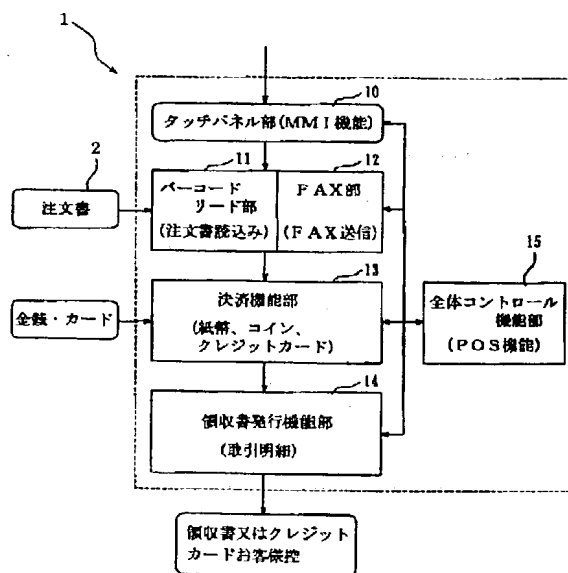 1
10
タッチパネル部(MMI機能)
11
12
2
バーコード
リード部
(注文書読込み)
FAX部
(FAX送信)
注文書
13
15
決済機能部
(紙幣、コイン、
クレジットカード)
金銭・カード
全体コントロール
機能部
(POS機能)
14
領収書発行機能部
(取引明細)
領収書又はクレジット
カードお客様控